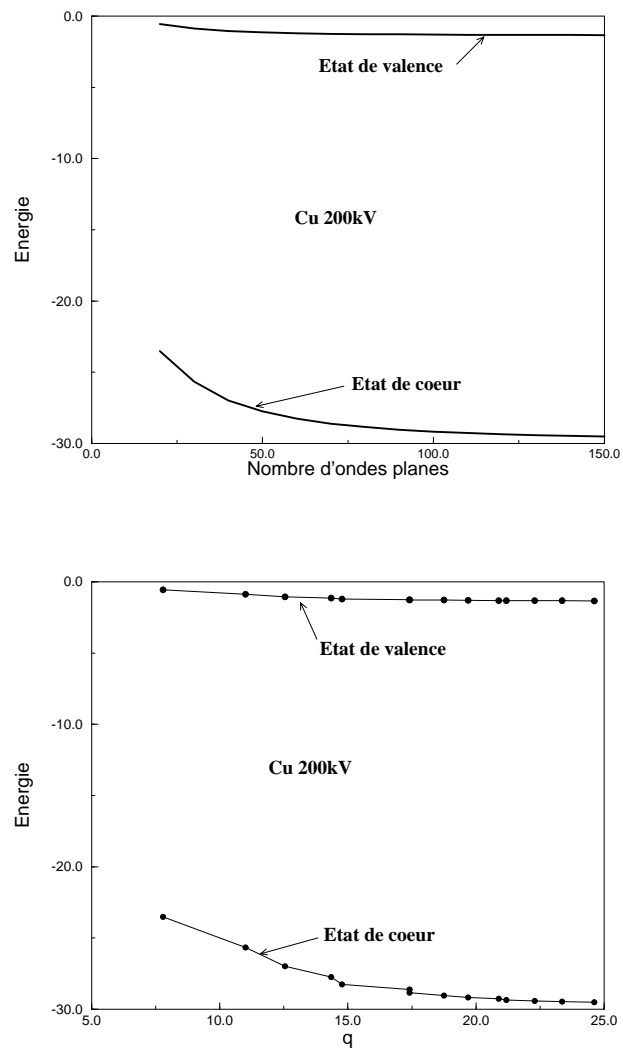 0.0
Etat de valence
-10.0
Energie
Cu 200kV
-20.0
Etat de coeur
-30.0
0.0 50.0 100.0 150.0
Nombre d'ondes planes
0.0
Etat de valence
-10.0
Energie
Cu 200kV
-20.0
Etat de coeur
-30.0
5.0 10.0 15.0 20.0 25.0
q